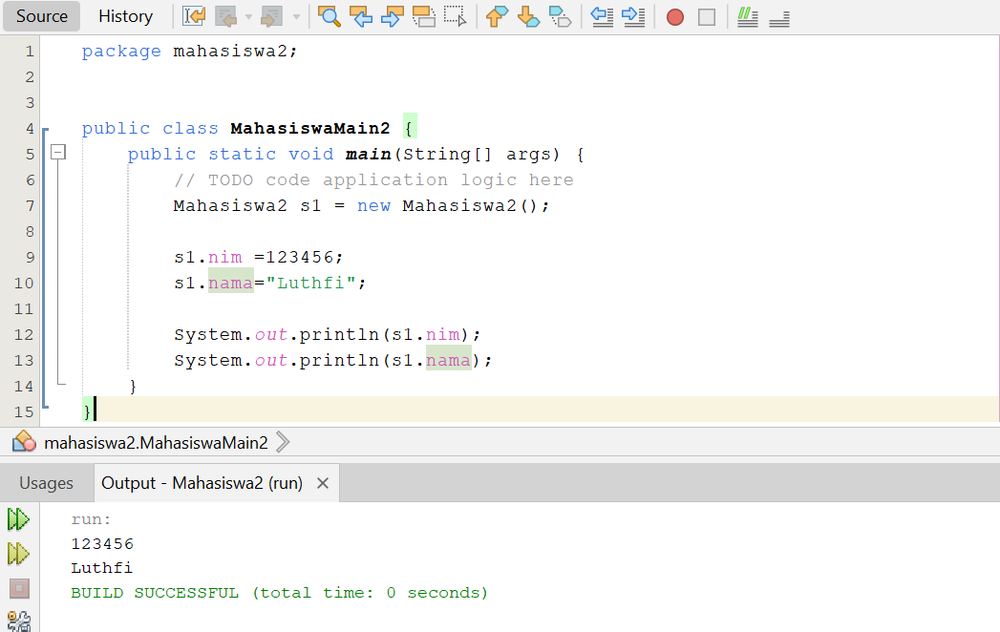 Source History
1 package mahasiswa2;
2
3
4 public class MahasiswaMain2 {
5 public static void main(String[] args) {
6 // TODO code application logic here
7 Mahasiswa2 s1 = new Mahasiswa2();
8
9 s1.nim =123456;
10 s1.nama="Luthfi";
11
12 System.out.println(s1.nim);
13 System.out.println(s1.nama);
14 }
15 }
mahasiswa2.MahasiswaMain2
Usages Output - Mahasiswa2 (run)
run:
123456
Luthfi
BUILD SUCCESSFUL (total time: 0 seconds)